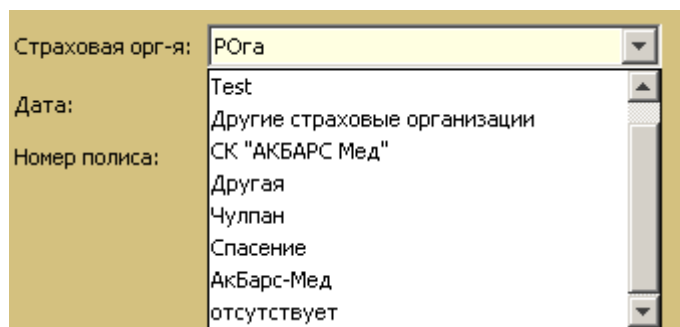 Страховая орг-я: РОга
Test
Дата:
Другие страховые организации
Номер полиса: СК "АКБАРС Мед"
Другая
Чулпан
Спасение
АкБарс-Мед
отсутствует